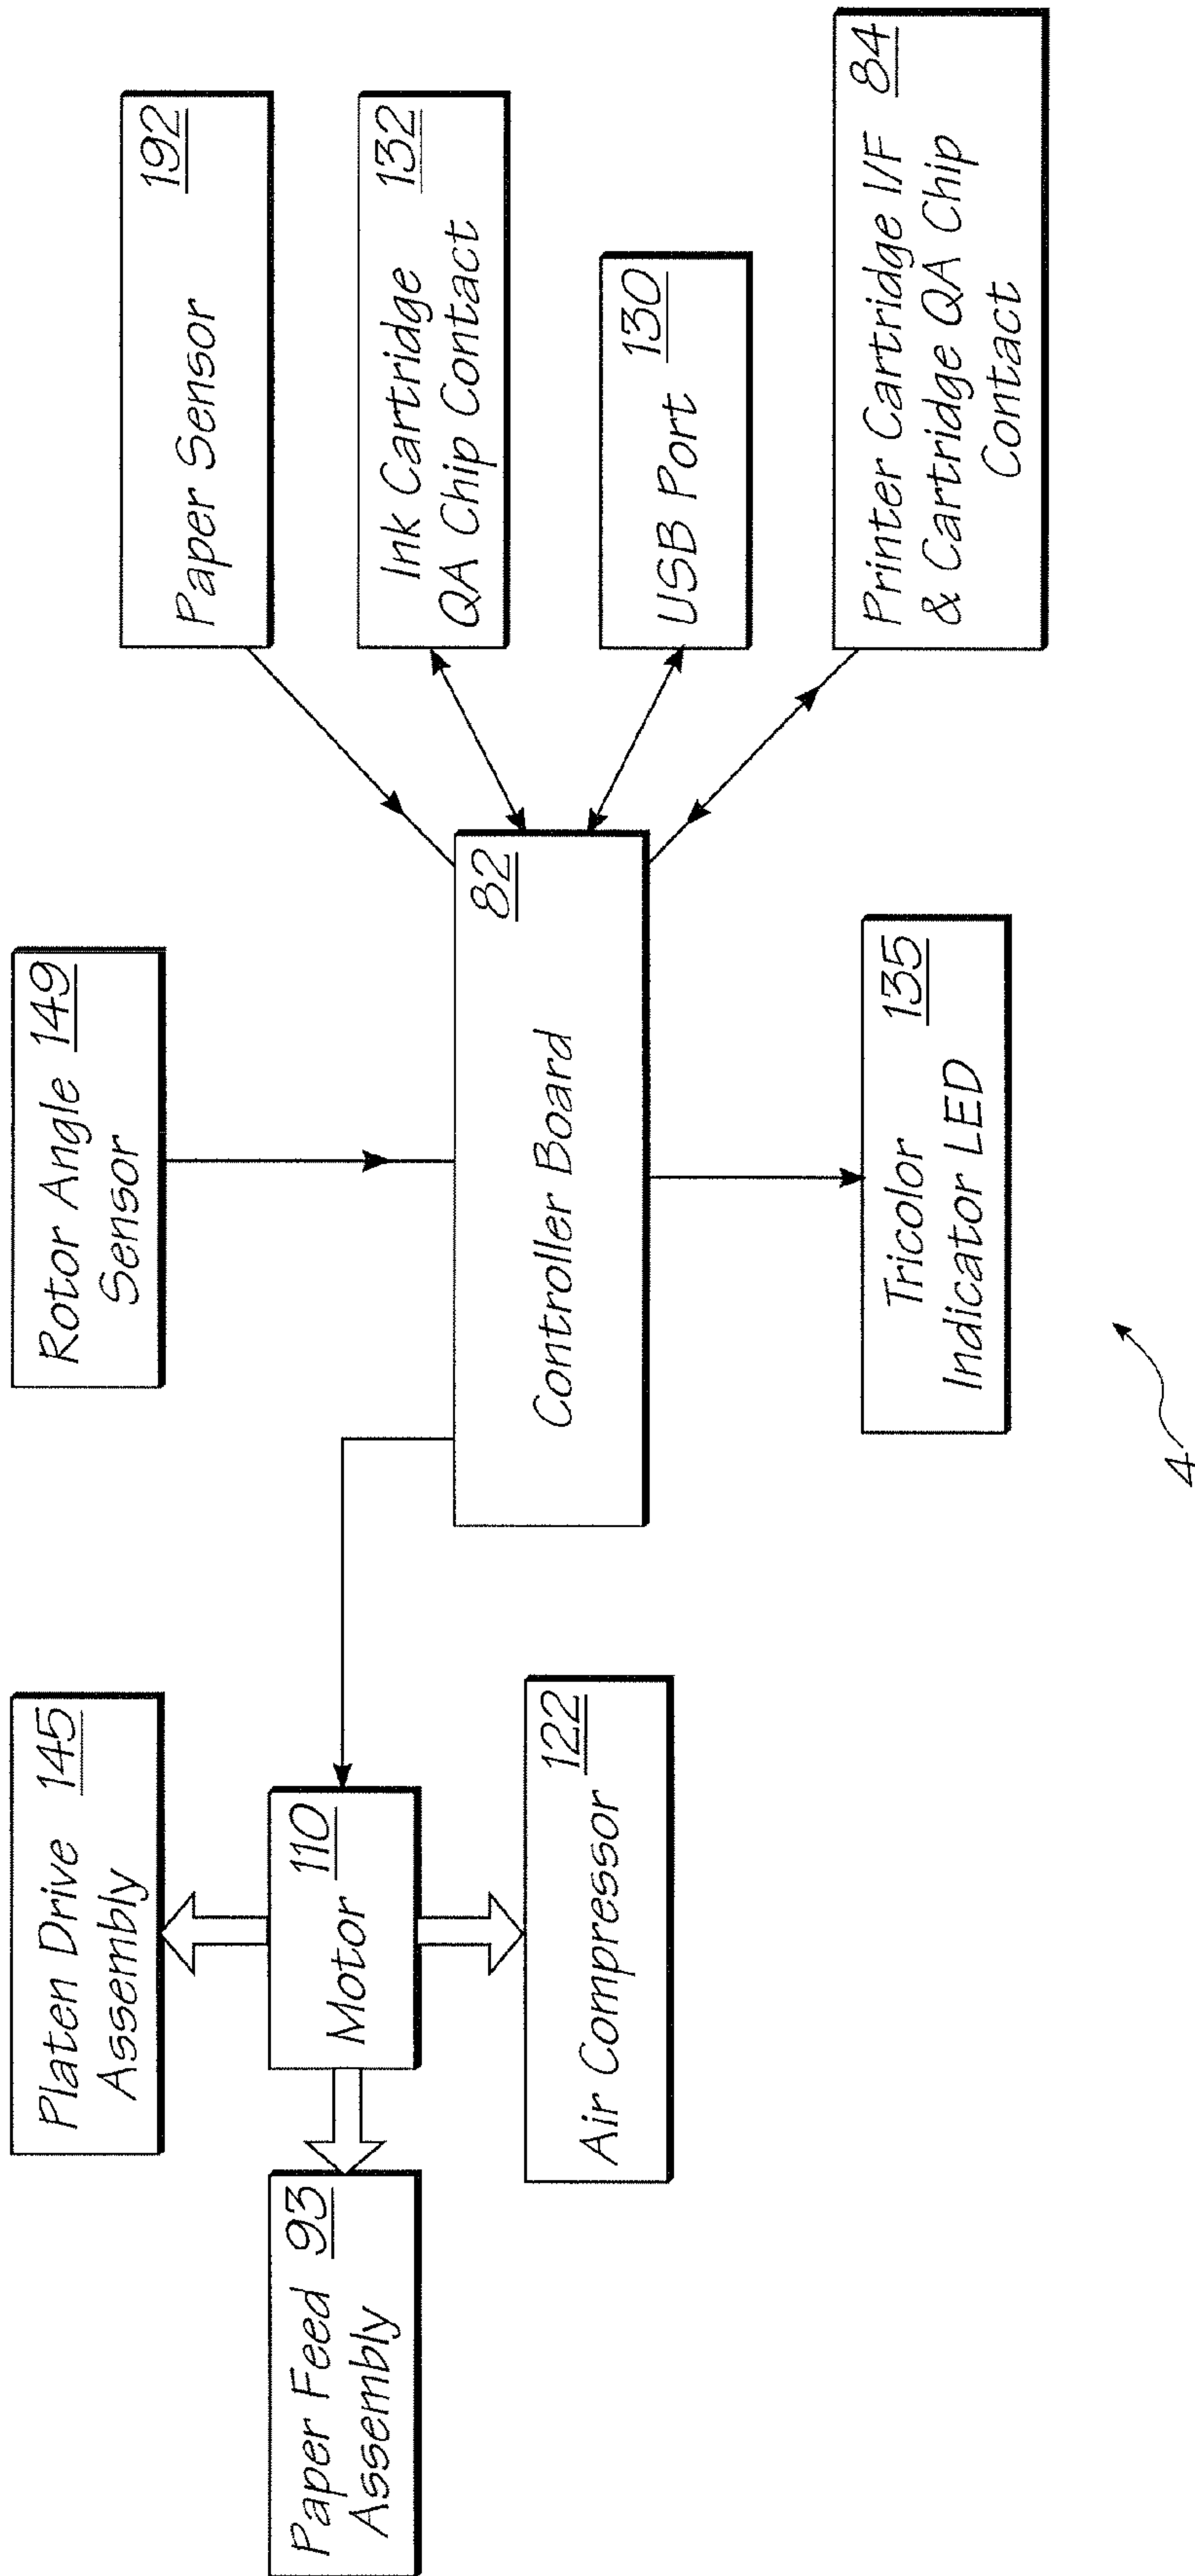 Platen Drive 145
Assembly
Rotor Angle 149
Sensor
Paper Sensor 192
Paper Feed 93
Assembly
Motor 110
Ink Cartridge 132
QA Chip Contact
Controller Board 82
Air Compressor 122
USB Port 130
Tricolor 135
Indicator LED
Printer Cartridge I/F 84
& Cartridge QA Chip
Contact
4